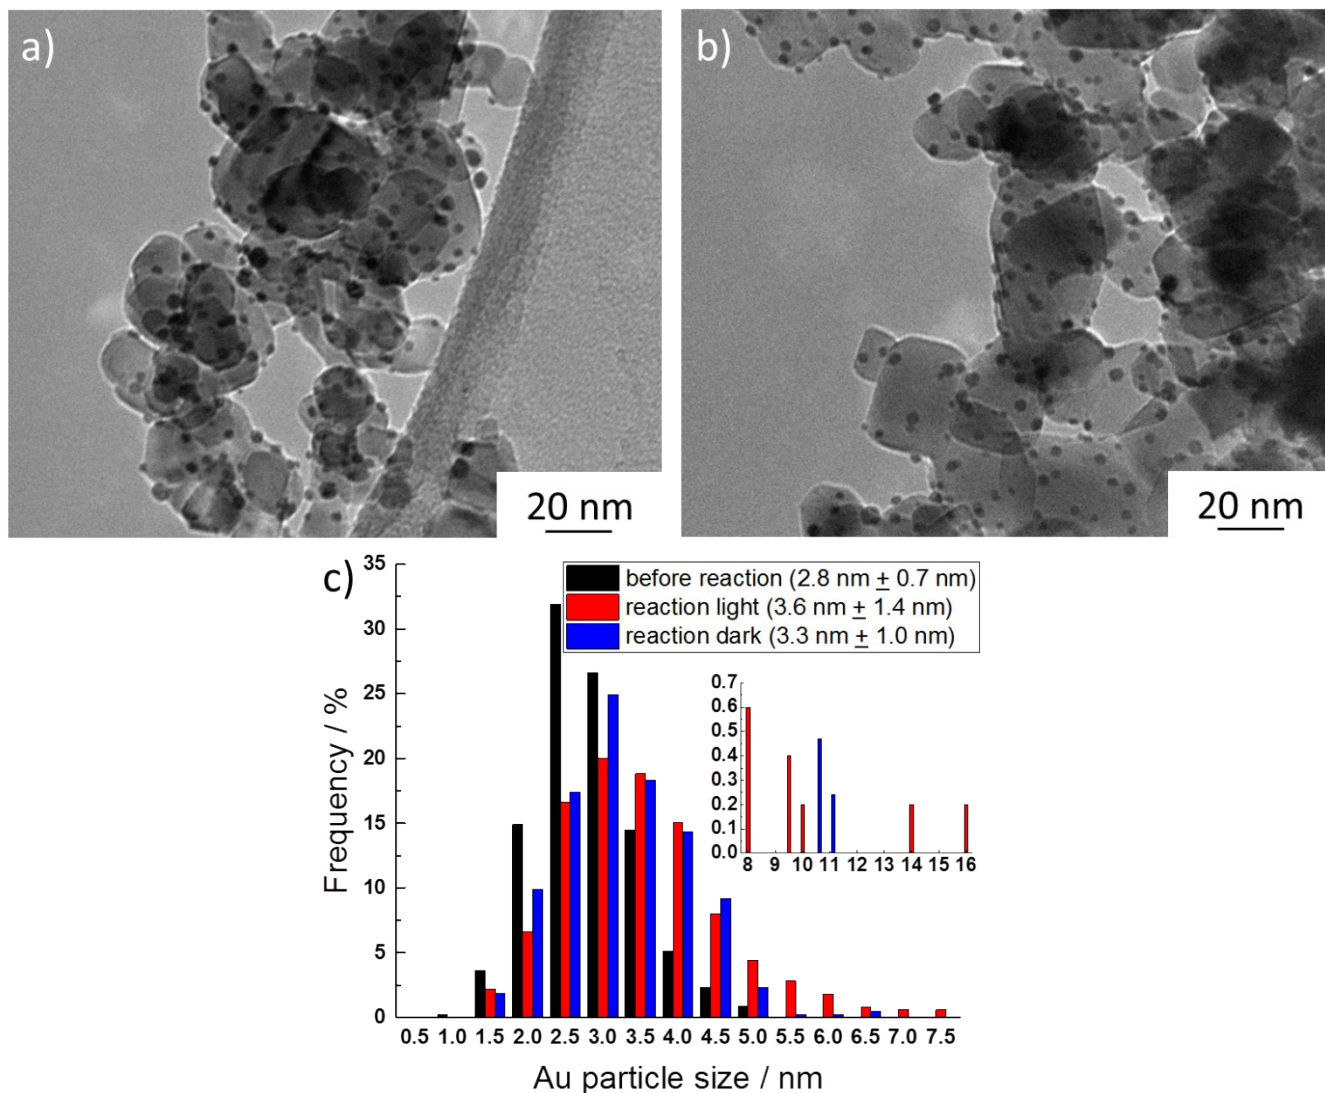 a)
b)
20 nm
20 nm
c)
before reaction (2.8 nm ± 0.7 nm)
reaction light (3.6 nm ± 1.4 nm)
reaction dark (3.3 nm ± 1.0 nm)
35
30
25
20
15
10
5
0
Frequency / %
0.7
0.6
0.5
0.4
0.3
0.2
0.1
0.0
8 9 10 11 12 13 14 15 16
0.5 1.0 1.5 2.0 2.5 3.0 3.5 4.0 4.5 5.0 5.5 6.0 6.5 7.0 7.5
Au particle size / nm